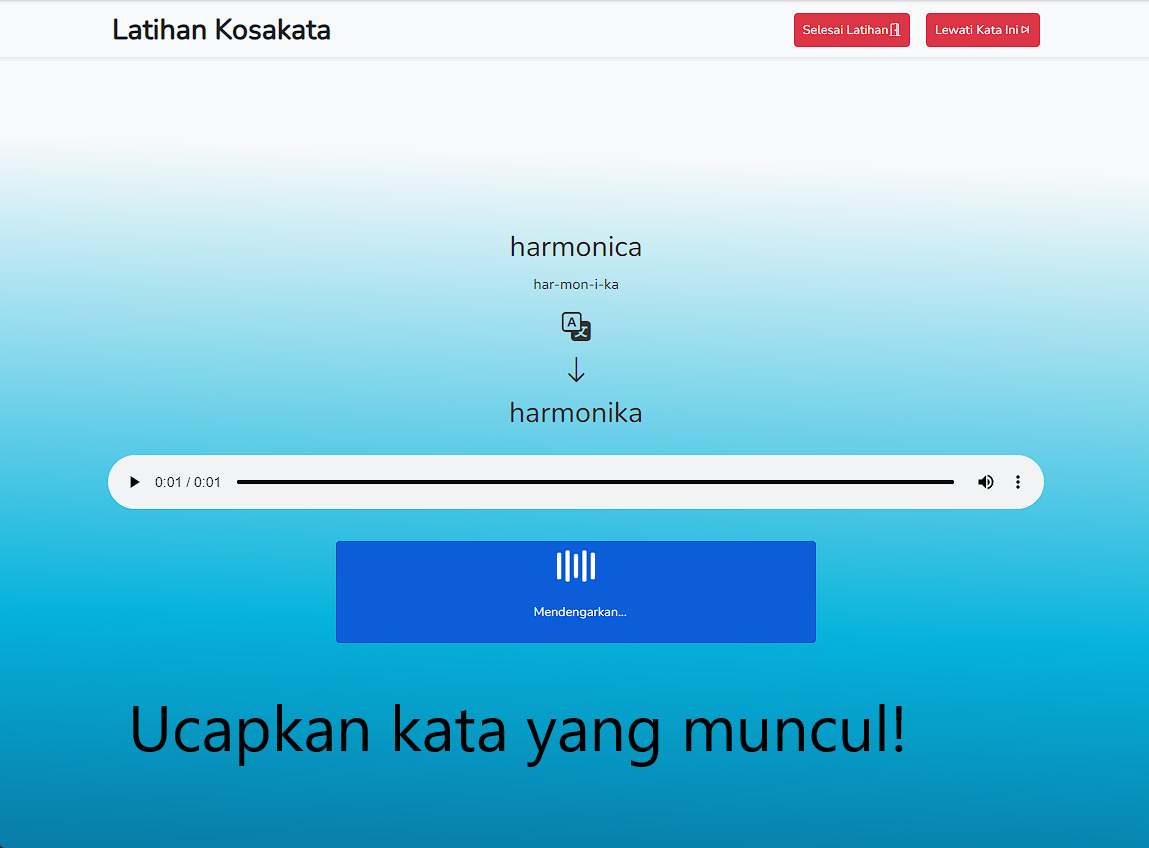 Latihan Kosakata
Selesai Latihan
Lewati Kata Ini
harmonica
har-mon-i-ka
A
harmonika
0:01 / 0:01
Mendengarkan...
Ucapkan kata yang muncul!